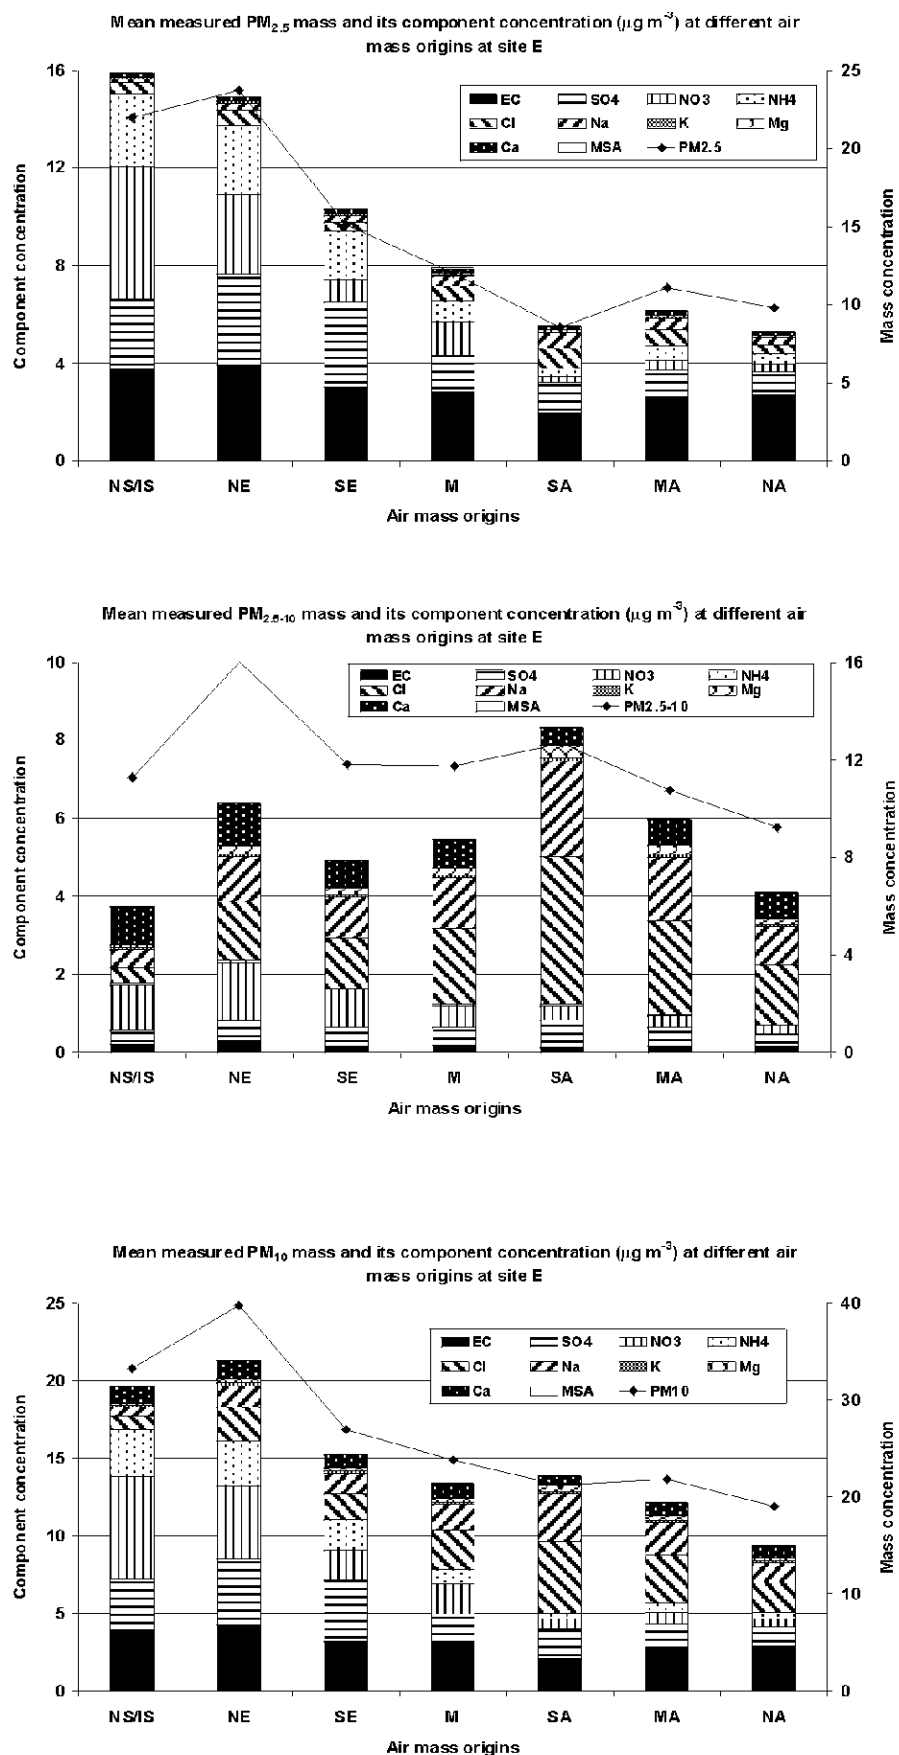 Mean measured PM2.5 mass and its component concentration (μg m-3) at different air
mass origins at site E
16
12
8
4
0
Component concentration
25
20
15
10
5
0
Mass concentration
EC SO4 NO3 NH4
Cl Na K Mg
Ca MSA PM2.5
NS/IS NE SE M SA MA NA
Air mass origins
Mean measured PM2.5-10 mass and its component concentration (μg m-3) at different air
mass origins at site E
10
8
6
4
2
0
Component concentration
16
12
8
4
0
Mass concentration
EC SO4 NO3 NH4
Cl Na K Mg
Ca MSA PM2.5-10
NS/IS NE SE M SA MA NA
Air mass origins
Mean measured PM10 mass and its component concentration (μg m-3) at different air
mass origins at site E
25
20
15
10
5
0
Component concentration
40
30
20
10
0
Mass concentration
EC SO4 NO3 NH4
Cl Na K Mg
Ca MSA PM10
NS/IS NE SE M SA MA NA
Air mass origins